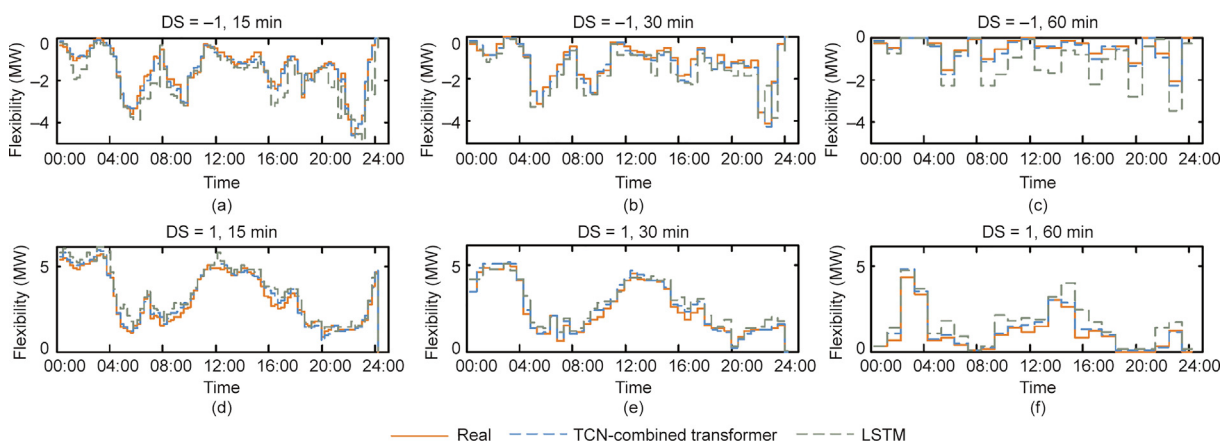 DS = –1, 15 min
Flexibility (MW)
0
–2
–4
00:00 04:00 08:00 12:00 16:00 20:00 24:00
Time
(a)
DS = –1, 30 min
Flexibility (MW)
0
–2
–4
00:00 04:00 08:00 12:00 16:00 20:00 24:00
Time
(b)
DS = –1, 60 min
Flexibility (MW)
0
–2
–4
00:00 04:00 08:00 12:00 16:00 20:00 24:00
Time
(c)
DS = 1, 15 min
Flexibility (MW)
5
0
00:00 04:00 08:00 12:00 16:00 20:00 24:00
Time
(d)
DS = 1, 30 min
Flexibility (MW)
5
0
00:00 04:00 08:00 12:00 16:00 20:00 24:00
Time
(e)
DS = 1, 60 min
Flexibility (MW)
5
0
00:00 04:00 08:00 12:00 16:00 20:00 24:00
Time
(f)
Real TCN-combined transformer LSTM